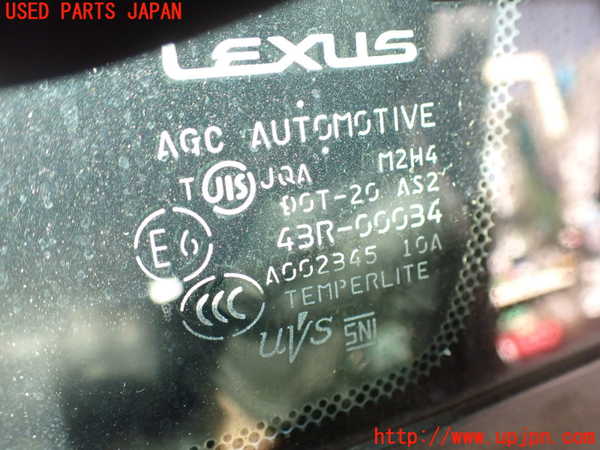 USED PARTS JAPAN
LEXUS
AGC AUTOMOTIVE
T JIS JQA M2H4
DOT-20 AS2
E6 43R-00034
A002345 10A
CCC TEMPERLITE
UVS SNI
http://www.upjpn.com